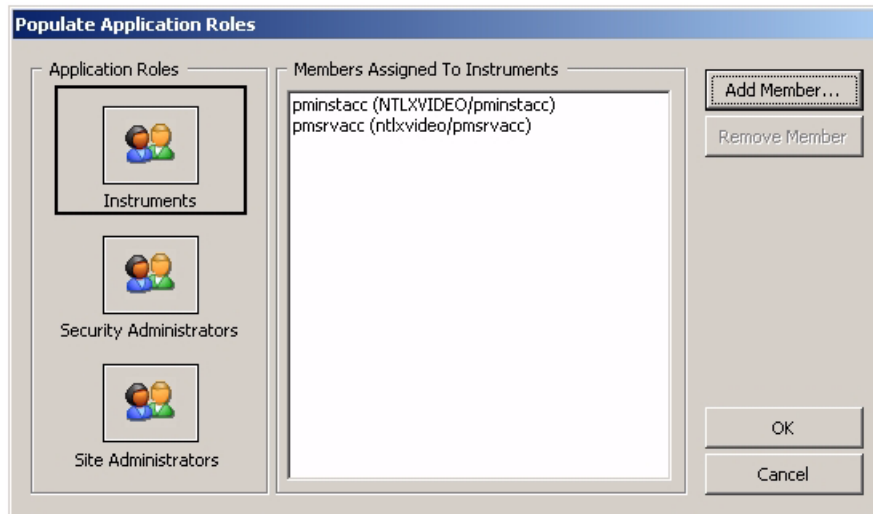 Populate Application Roles
Application Roles
Instruments
Security Administrators
Site Administrators
Members Assigned To Instruments
pminstacc (NTLXVIDEO/pminstacc)
pmsrvacc (ntlxvideo/pmsrvacc)
Add Member...
Remove Member
OK
Cancel